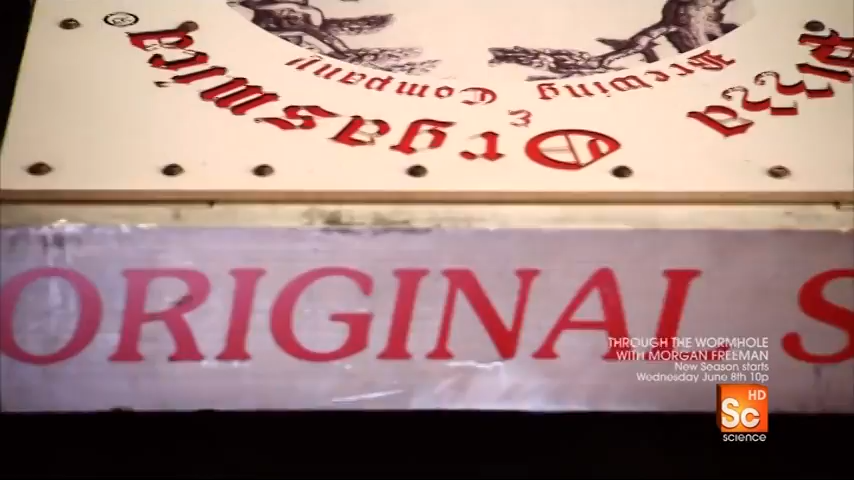 Pizza
&
Orgasmica
®
Brewing Company
ORIGINAL S
THROUGH THE WORMHOLE
WITH MORGAN FREEMAN
New Season starts
Wednesday June 8th 10p
HD
Sc
science